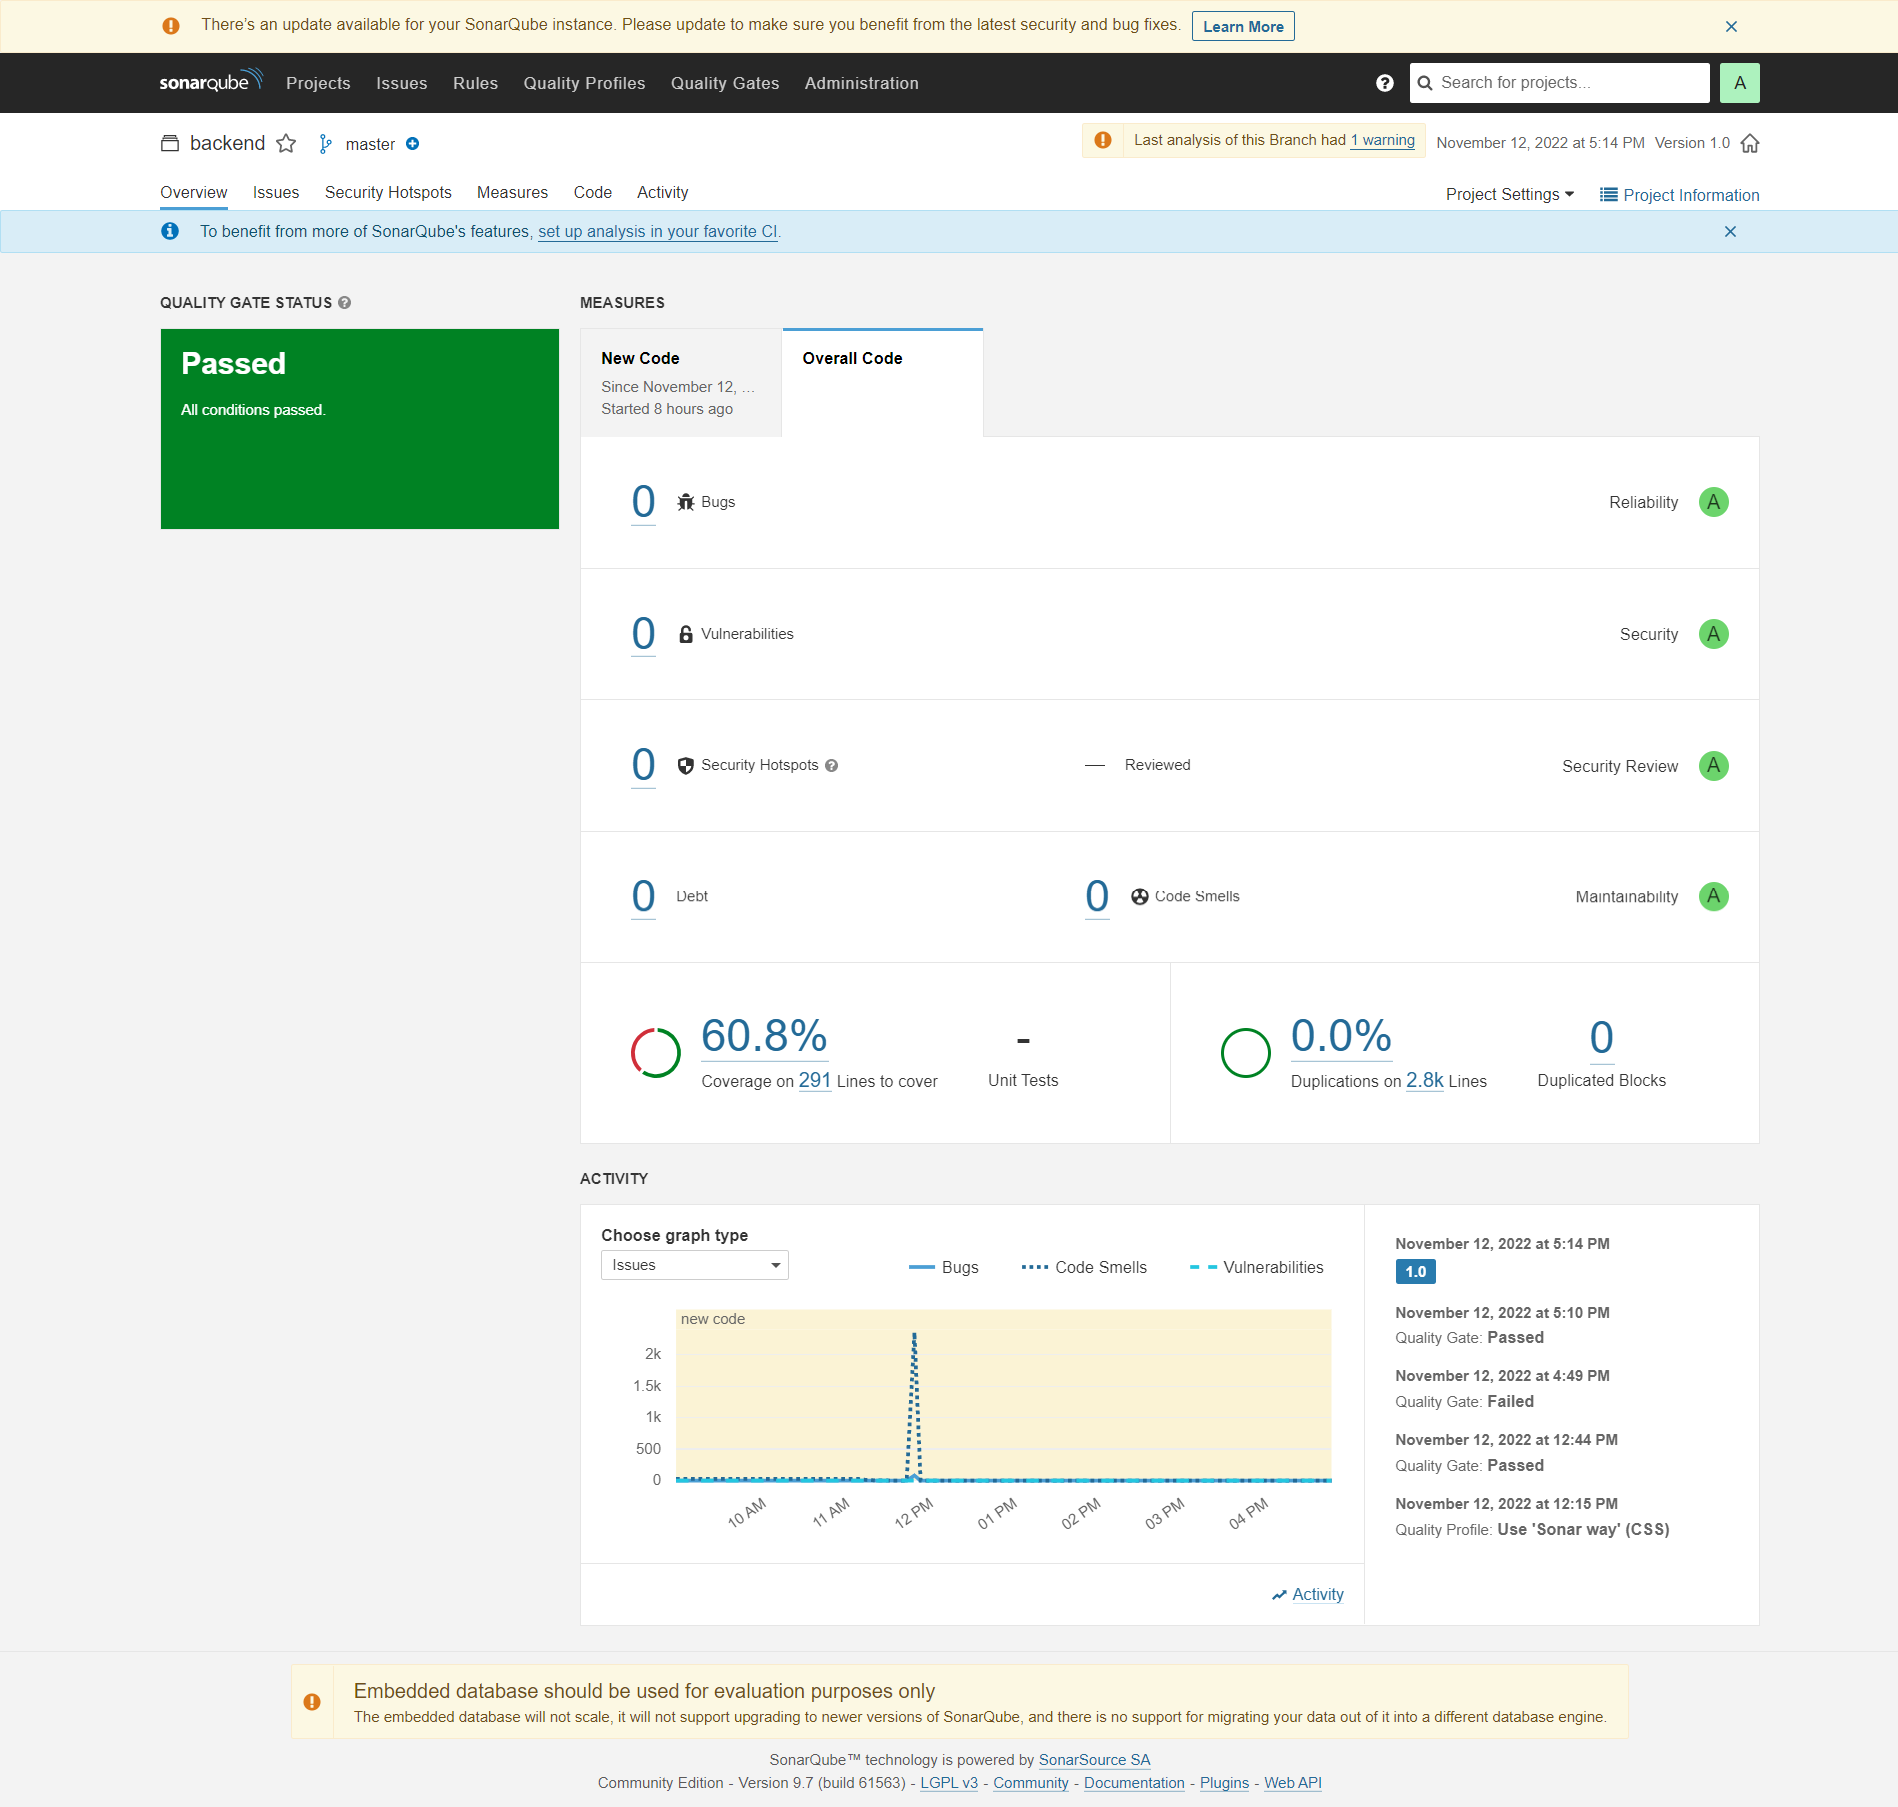 There's an update available for your SonarQube instance. Please update to make sure you benefit from the latest security and bug fixes. Learn More
sonarqube Projects Issues Rules Quality Profiles Quality Gates Administration Search for projects... A
backend master Last analysis of this Branch had 1 warning November 12, 2022 at 5:14 PM Version 1.0
Overview Issues Security Hotspots Measures Code Activity Project Settings Project Information
To benefit from more of SonarQube's features, set up analysis in your favorite CI.
QUALITY GATE STATUS
Passed
All conditions passed.
MEASURES
New Code
Since November 12, ...
Started 8 hours ago
Overall Code
0 Bugs Reliability A
0 Vulnerabilities Security A
0 Security Hotspots Reviewed Security Review A
0 Debt 0 Code Smells Maintainability A
60.8%
Coverage on 291 Lines to cover
-
Unit Tests
0.0%
Duplications on 2.8k Lines
0
Duplicated Blocks
ACTIVITY
Choose graph type
Issues
Bugs Code Smells Vulnerabilities
new code
2k
1.5k
1k
500
0
10 AM 11 AM 12 PM 01 PM 02 PM 03 PM 04 PM
Activity
November 12, 2022 at 5:14 PM
1.0
November 12, 2022 at 5:10 PM
Quality Gate: Passed
November 12, 2022 at 4:49 PM
Quality Gate: Failed
November 12, 2022 at 12:44 PM
Quality Gate: Passed
November 12, 2022 at 12:15 PM
Quality Profile: Use 'Sonar way' (CSS)
Embedded database should be used for evaluation purposes only
The embedded database will not scale, it will not support upgrading to newer versions of SonarQube, and there is no support for migrating your data out of it into a different database engine.
SonarQube™ technology is powered by SonarSource SA
Community Edition - Version 9.7 (build 61563) - LGPL v3 - Community - Documentation - Plugins - Web API